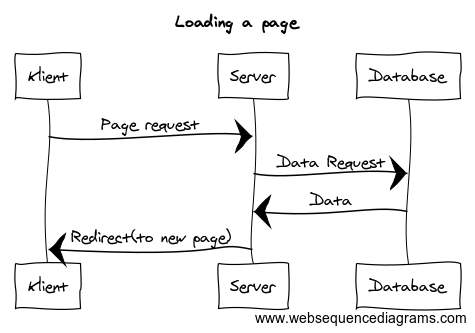 Loading a page
Klient Server Database
Page request
Data Request
Data
Redirect(to new page)
Klient Server Database
www.websequencediagrams.com